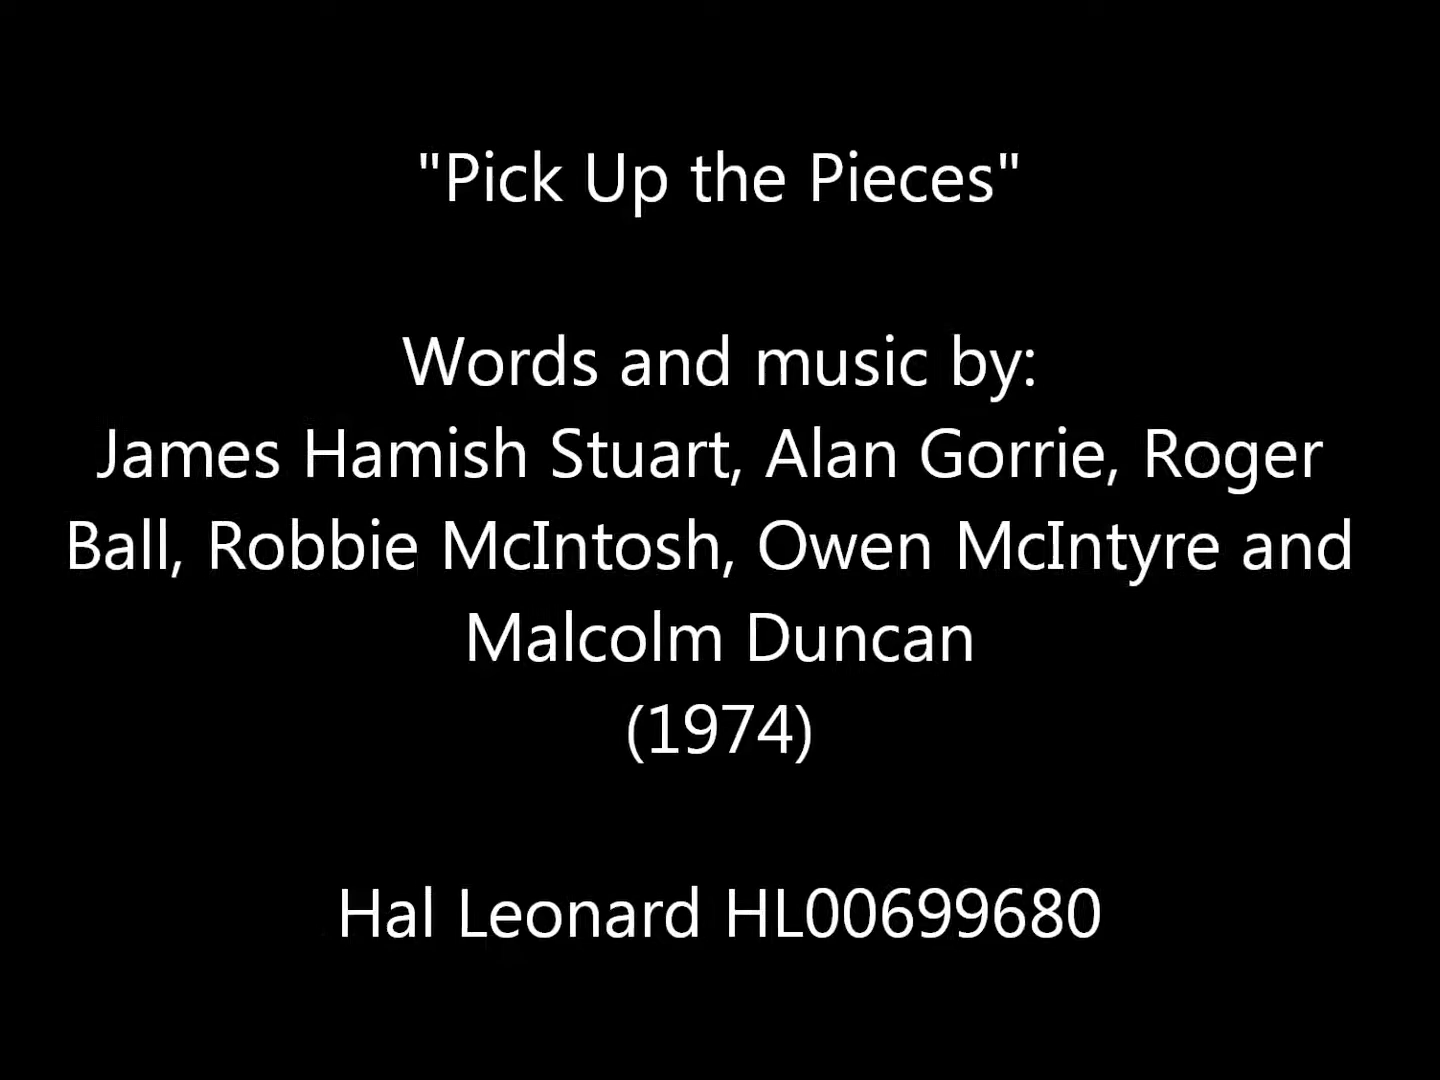 "Pick Up the Pieces"
Words and music by:
James Hamish Stuart, Alan Gorrie, Roger
Ball, Robbie McIntosh, Owen McIntyre and
Malcolm Duncan
(1974)
Hal Leonard HL00699680